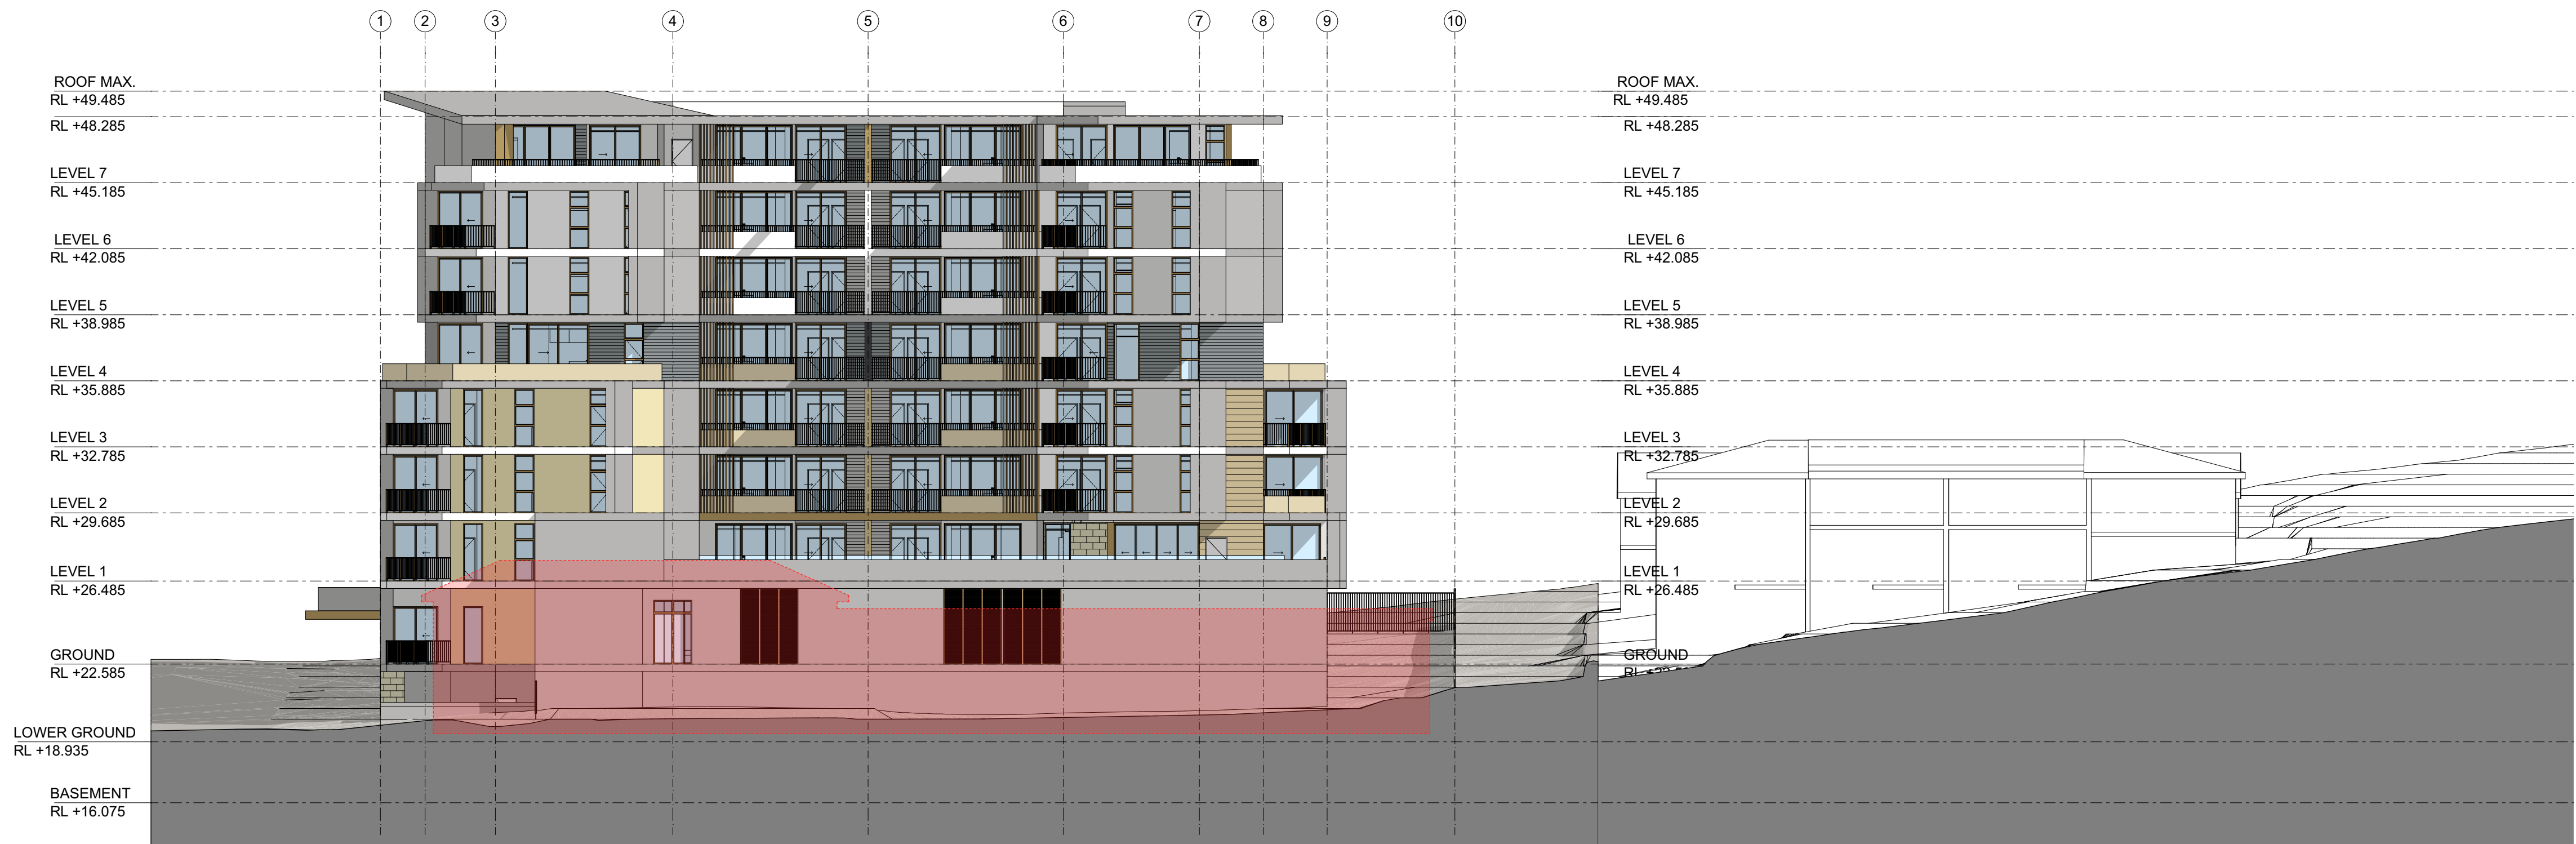 1 2 3 4 5 6 7 8 9 10
ROOF MAX.
RL +49.485
RL +48.285
LEVEL 7
RL +45.185
LEVEL 6
RL +42.085
LEVEL 5
RL +38.985
LEVEL 4
RL +35.885
LEVEL 3
RL +32.785
LEVEL 2
RL +29.685
LEVEL 1
RL +26.485
GROUND
RL +22.585
LOWER GROUND
RL +18.935
BASEMENT
RL +16.075
ROOF MAX.
RL +49.485
RL +48.285
LEVEL 7
RL +45.185
LEVEL 6
RL +42.085
LEVEL 5
RL +38.985
LEVEL 4
RL +35.885
LEVEL 3
RL +32.785
LEVEL 2
RL +29.685
LEVEL 1
RL +26.485
GROUND
RL